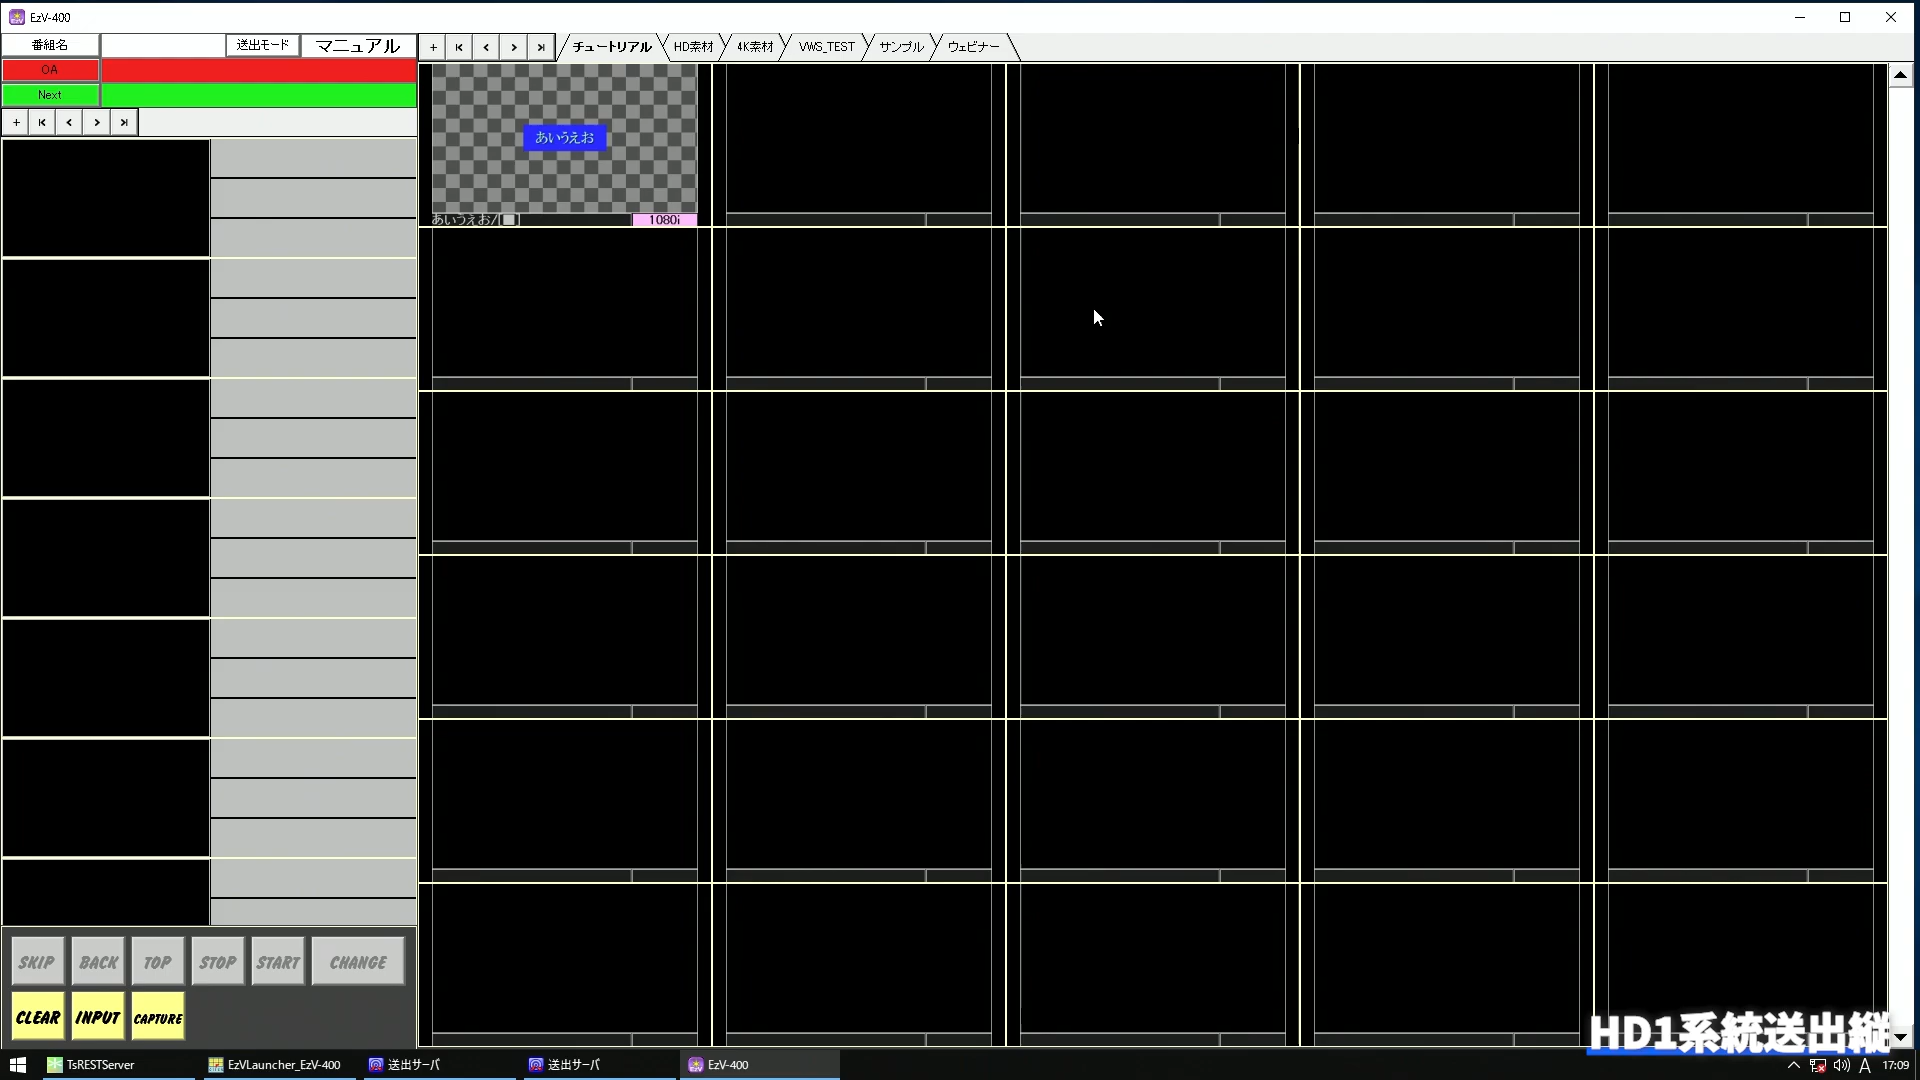 EzV-400
番組名 送出モード マニュアル
チュートリアル HD素材 4K素材 VWS_TEST サンプル ウェビナー
OA
Next
あいうえお
あいうえお/[■] 1080i
SKIP BACK TOP STOP START CHANGE
CLEAR INPUT CAPTURE
HD1系統送出縦
TsRESTServer EzVLauncher_EzV-400 送出サーバ 送出サーバ EzV-400 A 17:09